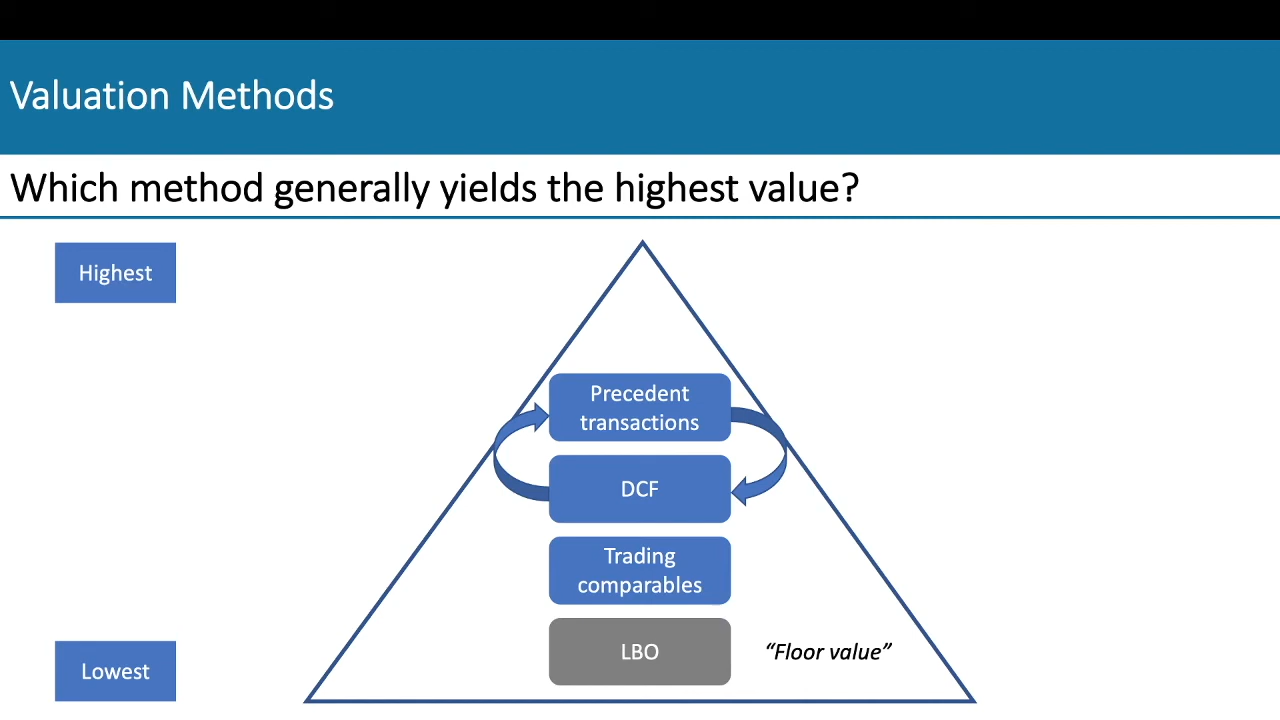 Valuation Methods
Which method generally yields the highest value?
Highest
Precedent
transactions
DCF
Trading
comparables
LBO
“Floor value”
Lowest